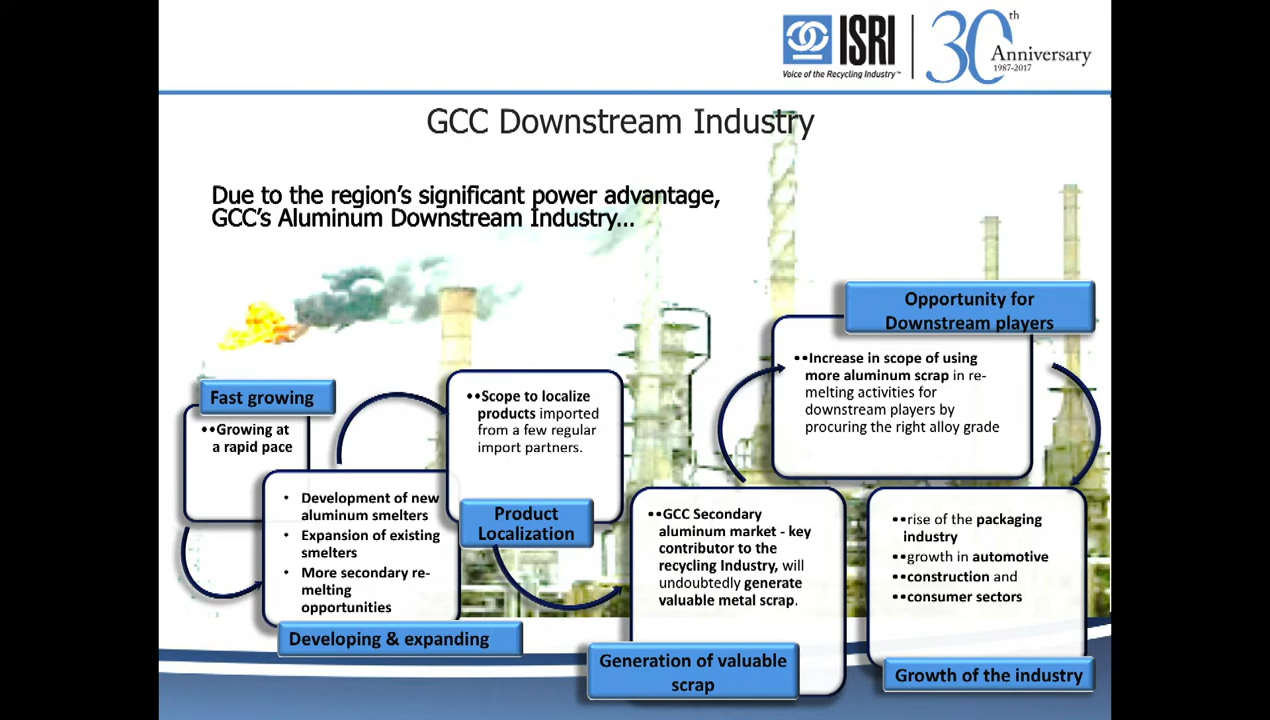 ISRI
Voice of the Recycling Industry™
30th
Anniversary
1987-2017
GCC Downstream Industry
Due to the region's significant power advantage,
GCC's Aluminum Downstream Industry...
Fast growing
••Growing at
a rapid pace
• Development of new
aluminum smelters
• Expansion of existing
smelters
• More secondary re-
melting
opportunities
Developing & expanding
••Scope to localize
products imported
from a few regular
import partners.
Product
Localization
••GCC Secondary
aluminum market - key
contributor to the
recycling Industry, will
undoubtedly generate
valuable metal scrap.
Generation of valuable
scrap
Opportunity for
Downstream players
••Increase in scope of using
more aluminum scrap in re-
melting activities for
downstream players by
procuring the right alloy grade
••rise of the packaging
industry
••growth in automotive
••construction and
••consumer sectors
Growth of the industry